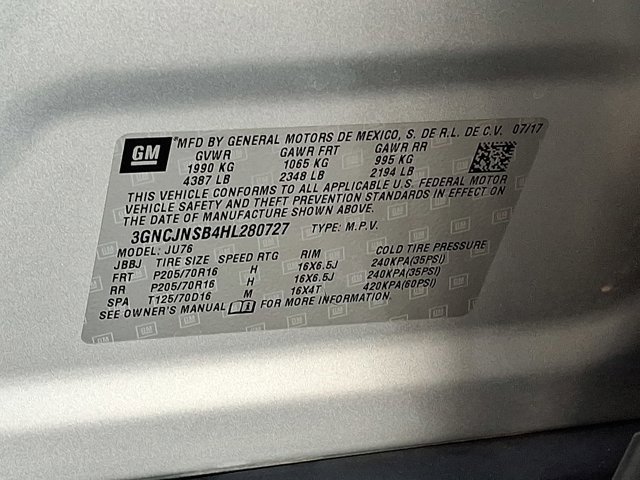 GM *MFD BY GENERAL MOTORS DE MEXICO, S. DE R.L. DE C.V. 07/17
GVWR GAWR FRT GAWR RR
1990 KG 1065 KG 995 KG
4387 LB 2348 LB 2194 LB
THIS VEHICLE CONFORMS TO ALL APPLICABLE U.S. FEDERAL MOTOR
VEHICLE SAFETY AND THEFT PREVENTION STANDARDS IN EFFECT ON
THE DATE OF MANUFACTURE SHOWN ABOVE.
3GNCJNSB4HL280727 TYPE: M.P.V.
MODEL: JU76
JBBJ TIRE SIZE SPEED RTG RIM COLD TIRE PRESSURE
FRT P205/70R16 H 16X6.5J 240KPA(35PSI)
RR P205/70R16 H 16X6.5J 240KPA(35PSI)
SPA T125/70D16 M 16X4T 420KPA(60PSI)
SEE OWNER'S MANUAL FOR MORE INFORMATION.